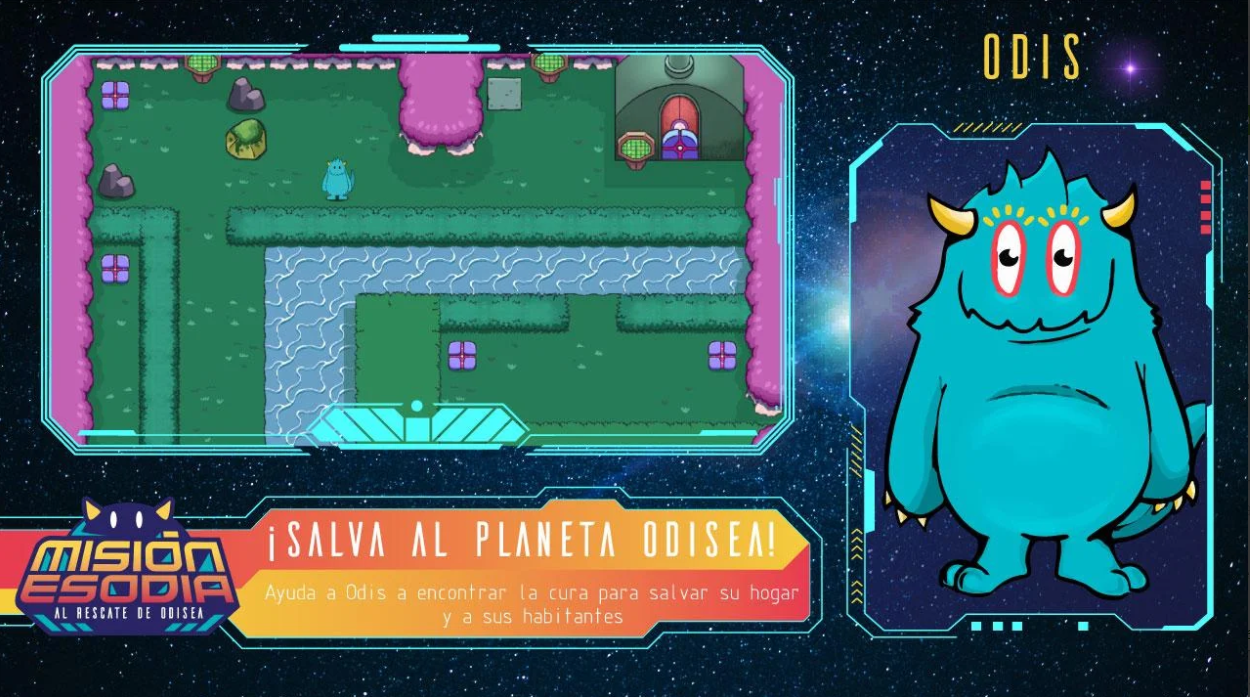 ODIS
MISIÓN
ESODIA
AL RESCATE DE ODISEA
¡SALVA AL PLANETA ODISEA!
Ayuda a Odis a encontrar la cura para salvar su hogar
y a sus habitantes